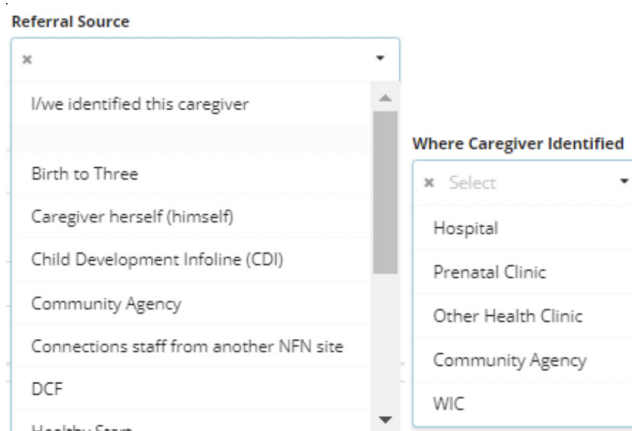 Referral Source
I/we identified this caregiver
Birth to Three
Caregiver herself (himself)
Child Development Infoline (CDI)
Community Agency
Connections staff from another NFN site
DCF
Healthy Start
Where Caregiver Identified
Select
Hospital
Prenatal Clinic
Other Health Clinic
Community Agency
WIC